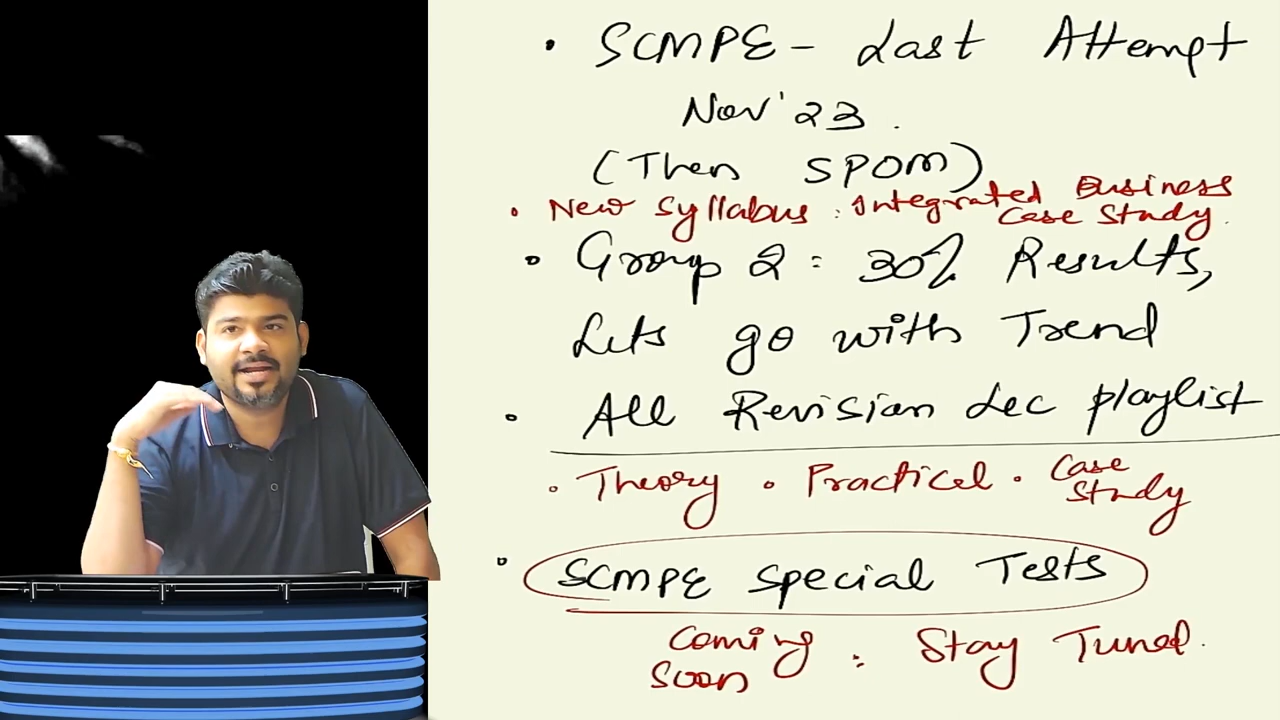 • SCMPE - Last Attempt
Nov'23.
(Then SPOM)
• New Syllabus : Integrated Business
Case Study.
• Group 2 : 30% Results,
Lets go with Trend
• All Revision Lec playlist
• Theory • Practical • Case
Study
• SCMPE Special Tests
Coming : Stay Tuned.
Soon